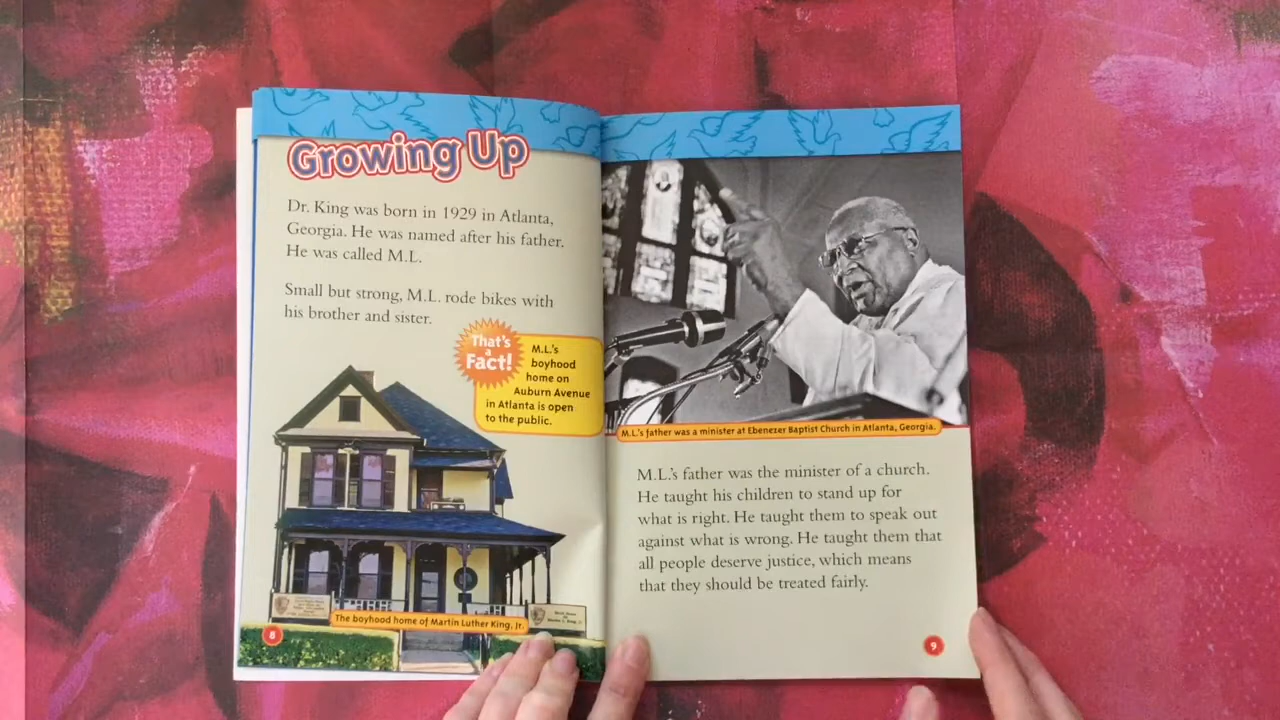 Growing Up
Dr. King was born in 1929 in Atlanta,
Georgia. He was named after his father.
He was called M.L.
Small but strong, M.L. rode bikes with
his brother and sister.
That's
a
Fact!
M.L.'s
boyhood
home on
Auburn Avenue
in Atlanta is open
to the public.
The boyhood home of Martin Luther King, Jr.
8
M.L.'s father was a minister at Ebenezer Baptist Church in Atlanta, Georgia.
M.L.'s father was the minister of a church.
He taught his children to stand up for
what is right. He taught them to speak out
against what is wrong. He taught them that
all people deserve justice, which means
that they should be treated fairly.
9